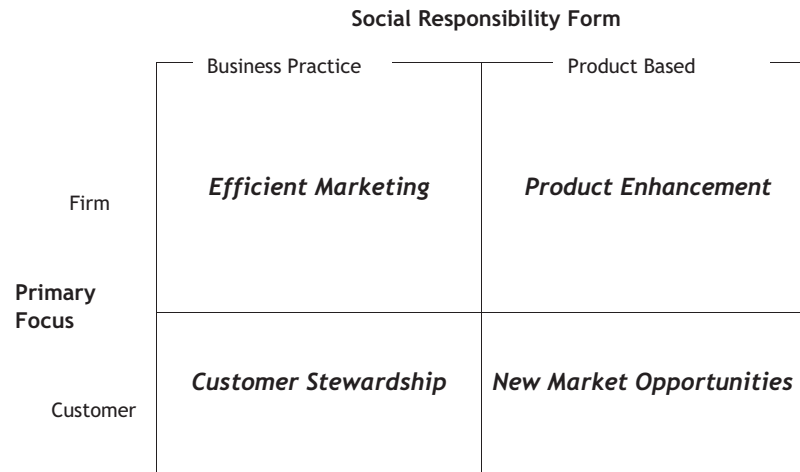 Social Responsibility Form
Business Practice
Product Based
Firm
Efficient Marketing
Product Enhancement
Primary
Focus
Customer
Customer Stewardship
New Market Opportunities